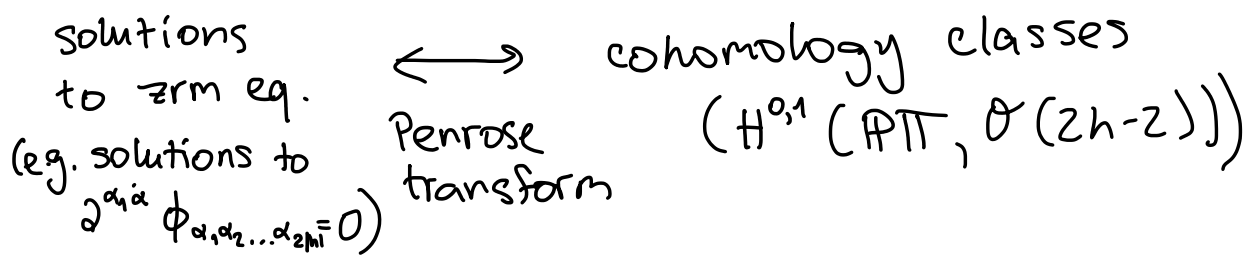 solutions
to zrm eq.
(eg. solutions to
∂^{α₁α̇} ϕ_{α₁α₂...α_{2|h|}} = 0)
⟷
Penrose
transform
cohomology classes
(H^{0,1}(ℙ𝕋, O(2h-2)))